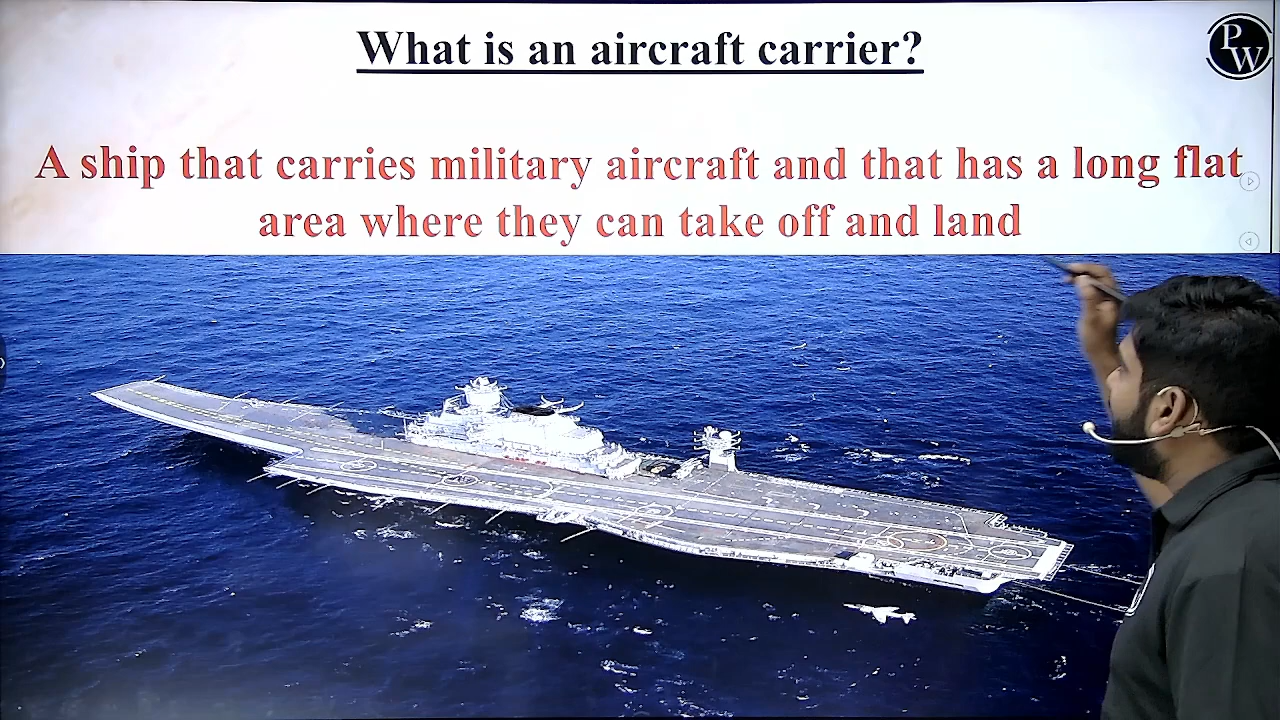 What is an aircraft carrier?
PW
A ship that carries military aircraft and that has a long flat
area where they can take off and land